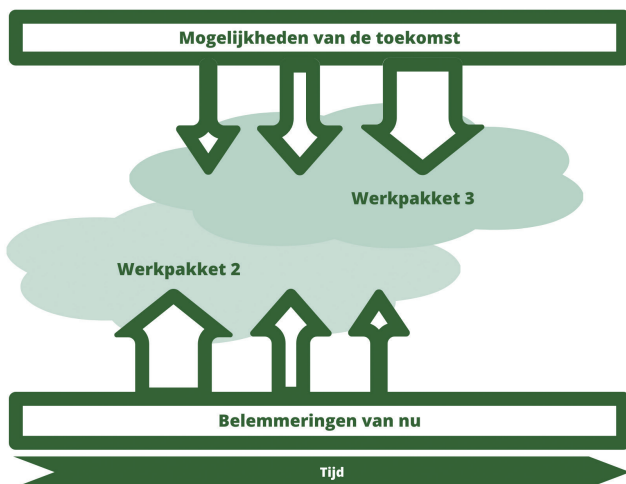 Mogelijkheden van de toekomst
Werkpakket 3
Werkpakket 2
Belemmeringen van nu
Tijd